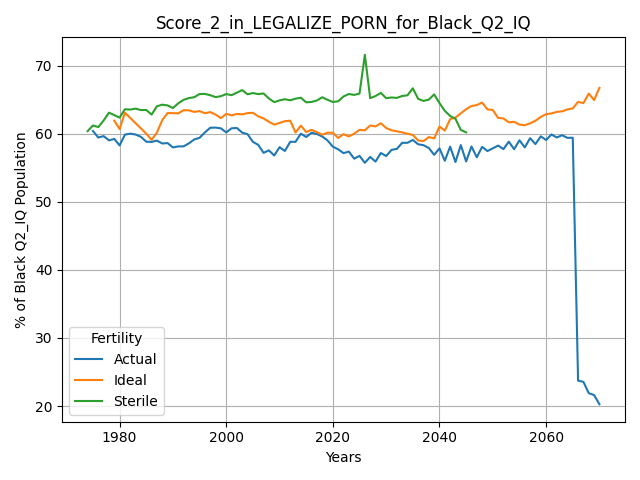 Score_2_in_LEGALIZE_PORN_for_Black_Q2_IQ
% of Black Q2_IQ Population
70
60
50
40
30
20
Fertility
Actual
Ideal
Sterile
1980
2000
2020
2040
2060
Years